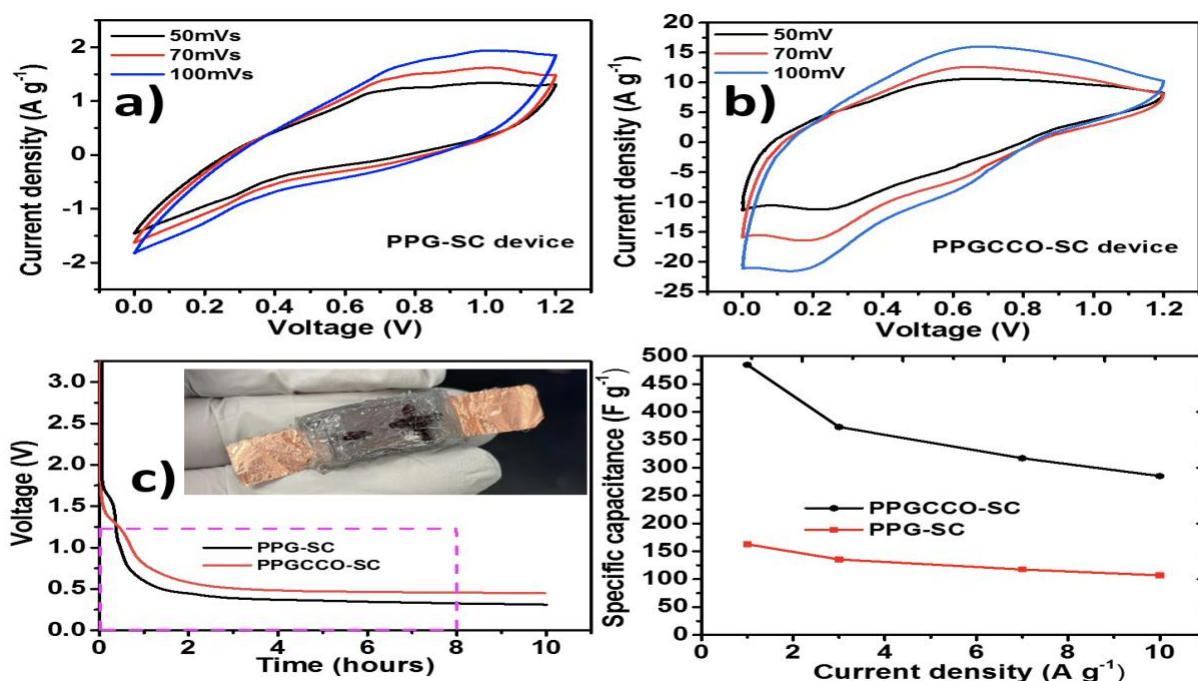 a)
50mVs
70mVs
100mVs
PPG-SC device
Current density (A g⁻¹)
2
1
0
-1
-2
0.0 0.2 0.4 0.6 0.8 1.0 1.2
Voltage (V)
b)
50mV
70mV
100mV
PPGCCO-SC device
Current density (A g⁻¹)
20
15
10
5
0
-5
-10
-15
-20
-25
0.0 0.2 0.4 0.6 0.8 1.0 1.2
Voltage (V)
c)
PPG-SC
PPGCCO-SC
Voltage (V)
3.0
2.5
2.0
1.5
1.0
0.5
0.0
0 2 4 6 8 10
Time (hours)
PPGCCO-SC
PPG-SC
Specific capacitance (F g⁻¹)
500
450
400
350
300
250
200
150
100
50
0
0 2 4 6 8 10
Current density (A g⁻¹)